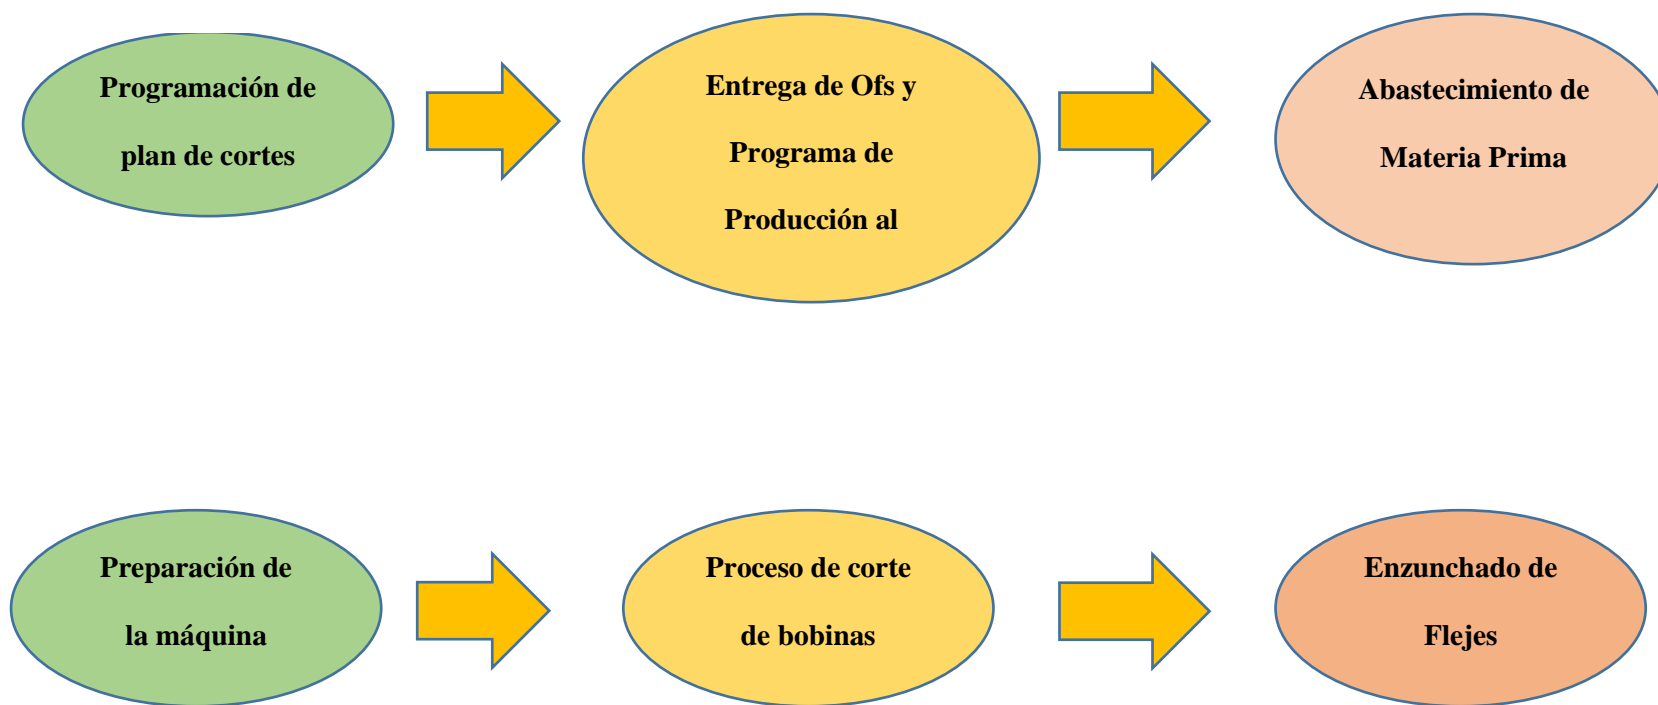 Programación de
plan de cortes
Entrega de Ofs y
Programa de
Producción al
Abastecimiento de
Materia Prima
Preparación de
la máquina
Proceso de corte
de bobinas
Enzunchado de
Flejes